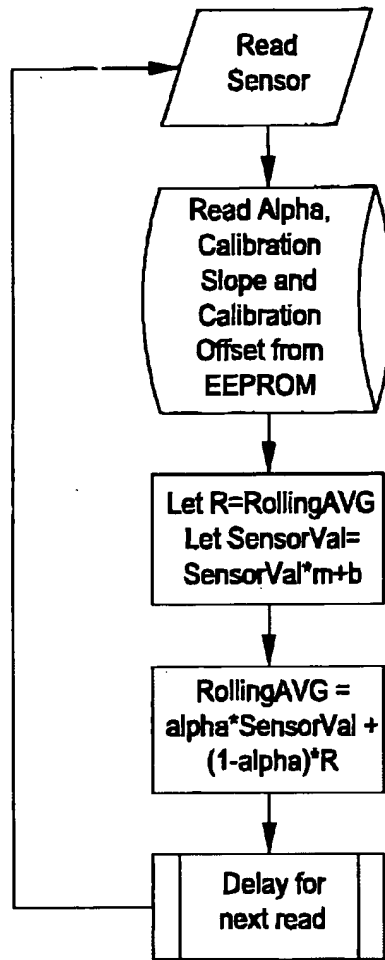 Read
Sensor
Read Alpha,
Calibration
Slope and
Calibration
Offset from
EEPROM
Let R=RollingAVG
Let SensorVal=
SensorVal*m+b
RollingAVG =
alpha*SensorVal +
(1-alpha)*R
Delay for
next read